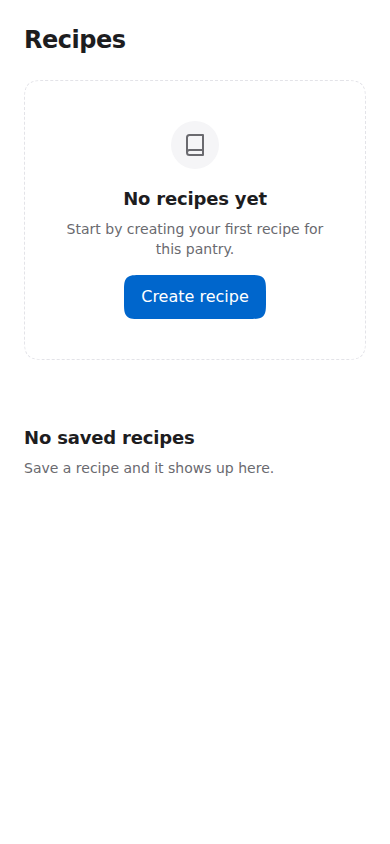 Recipes
No recipes yet
Start by creating your first recipe for
this pantry.
Create recipe
No saved recipes
Save a recipe and it shows up here.